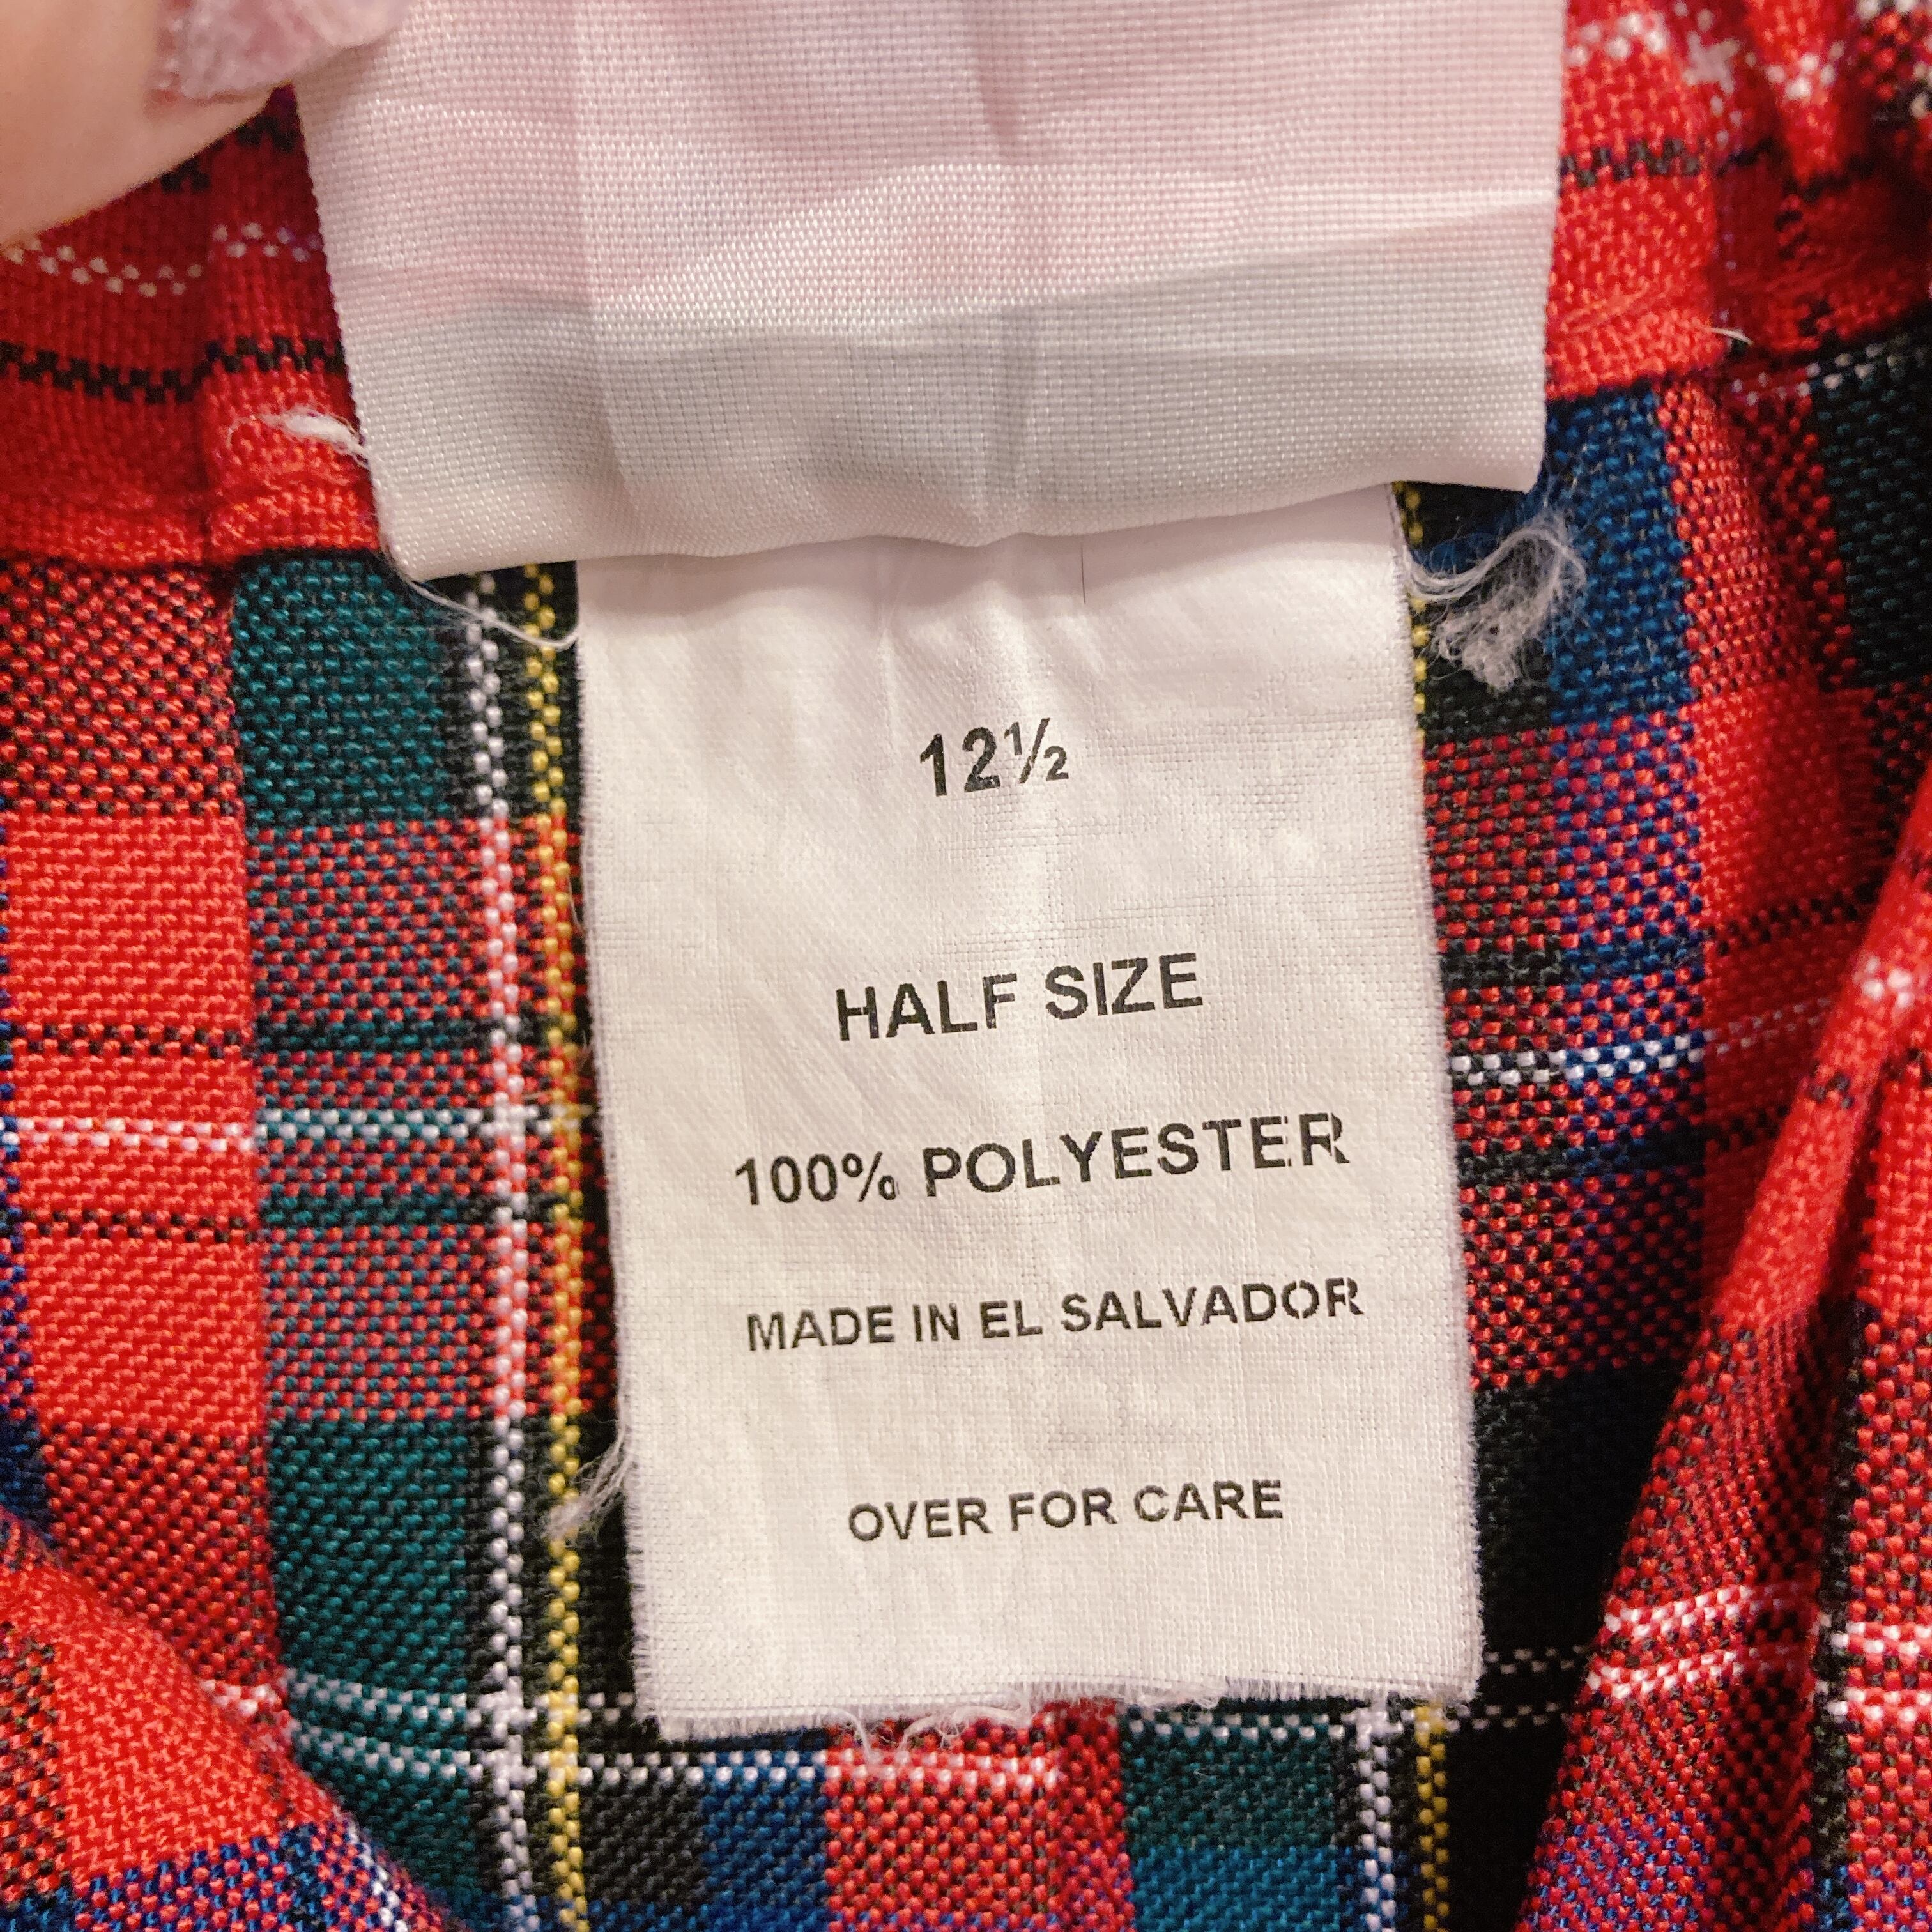 12½
HALF SIZE
100% POLYESTER
MADE IN EL SALVADOR
OVER FOR CARE